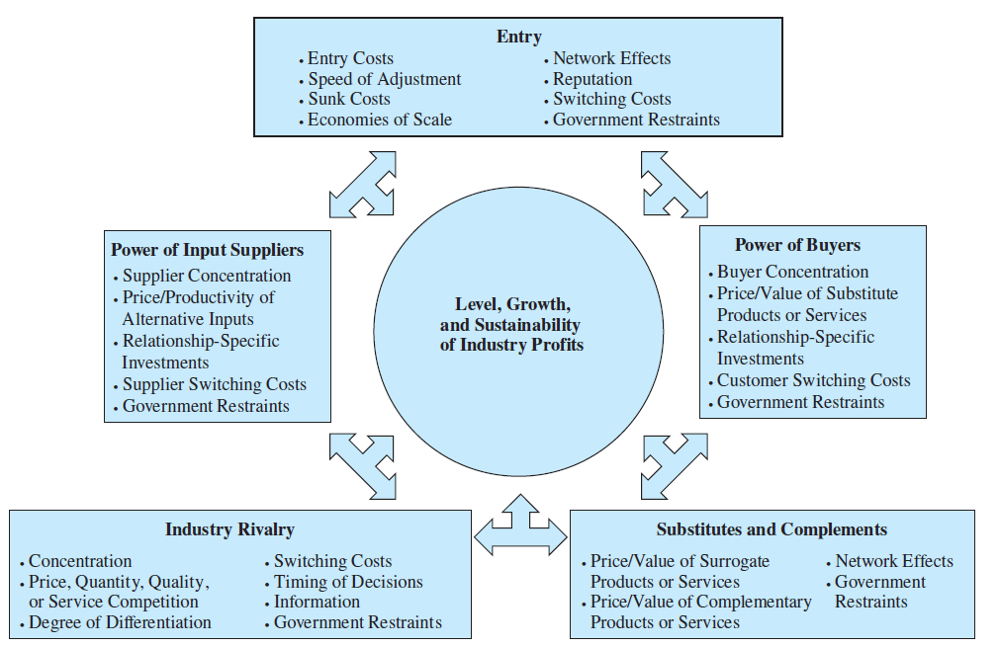 Entry
• Entry Costs
• Speed of Adjustment
• Sunk Costs
• Economies of Scale
• Network Effects
• Reputation
• Switching Costs
• Government Restraints
Power of Input Suppliers
• Supplier Concentration
• Price/Productivity of
Alternative Inputs
• Relationship-Specific
Investments
• Supplier Switching Costs
• Government Restraints
Level, Growth,
and Sustainability
of Industry Profits
Power of Buyers
• Buyer Concentration
• Price/Value of Substitute
Products or Services
• Relationship-Specific
Investments
• Customer Switching Costs
• Government Restraints
Industry Rivalry
• Concentration
• Price, Quantity, Quality,
or Service Competition
• Degree of Differentiation
• Switching Costs
• Timing of Decisions
• Information
• Government Restraints
Substitutes and Complements
• Price/Value of Surrogate
Products or Services
• Price/Value of Complementary
Products or Services
• Network Effects
• Government
Restraints